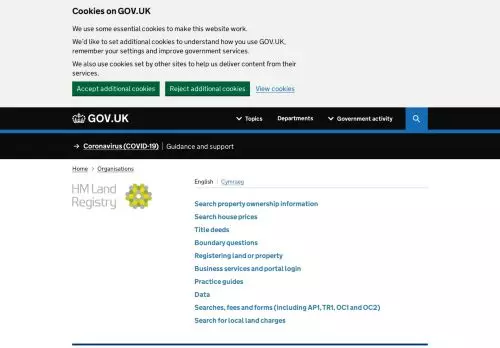 Cookies on GOV.UK
We use some essential cookies to make this website work.
We'd like to set additional cookies to understand how you use GOV.UK,
remember your settings and improve government services.
We also use cookies set by other sites to help us deliver content from their
services.
Accept additional cookies Reject additional cookies View cookies
GOV.UK Topics Departments Government activity
→ Coronavirus (COVID-19) | Guidance and support
Home > Organisations
HM Land
Registry
English Cymraeg
Search property ownership information
Search house prices
Title deeds
Boundary questions
Registering land or property
Business services and portal login
Practice guides
Data
Searches, fees and forms (including AP1, TR1, OC1 and OC2)
Search for local land charges